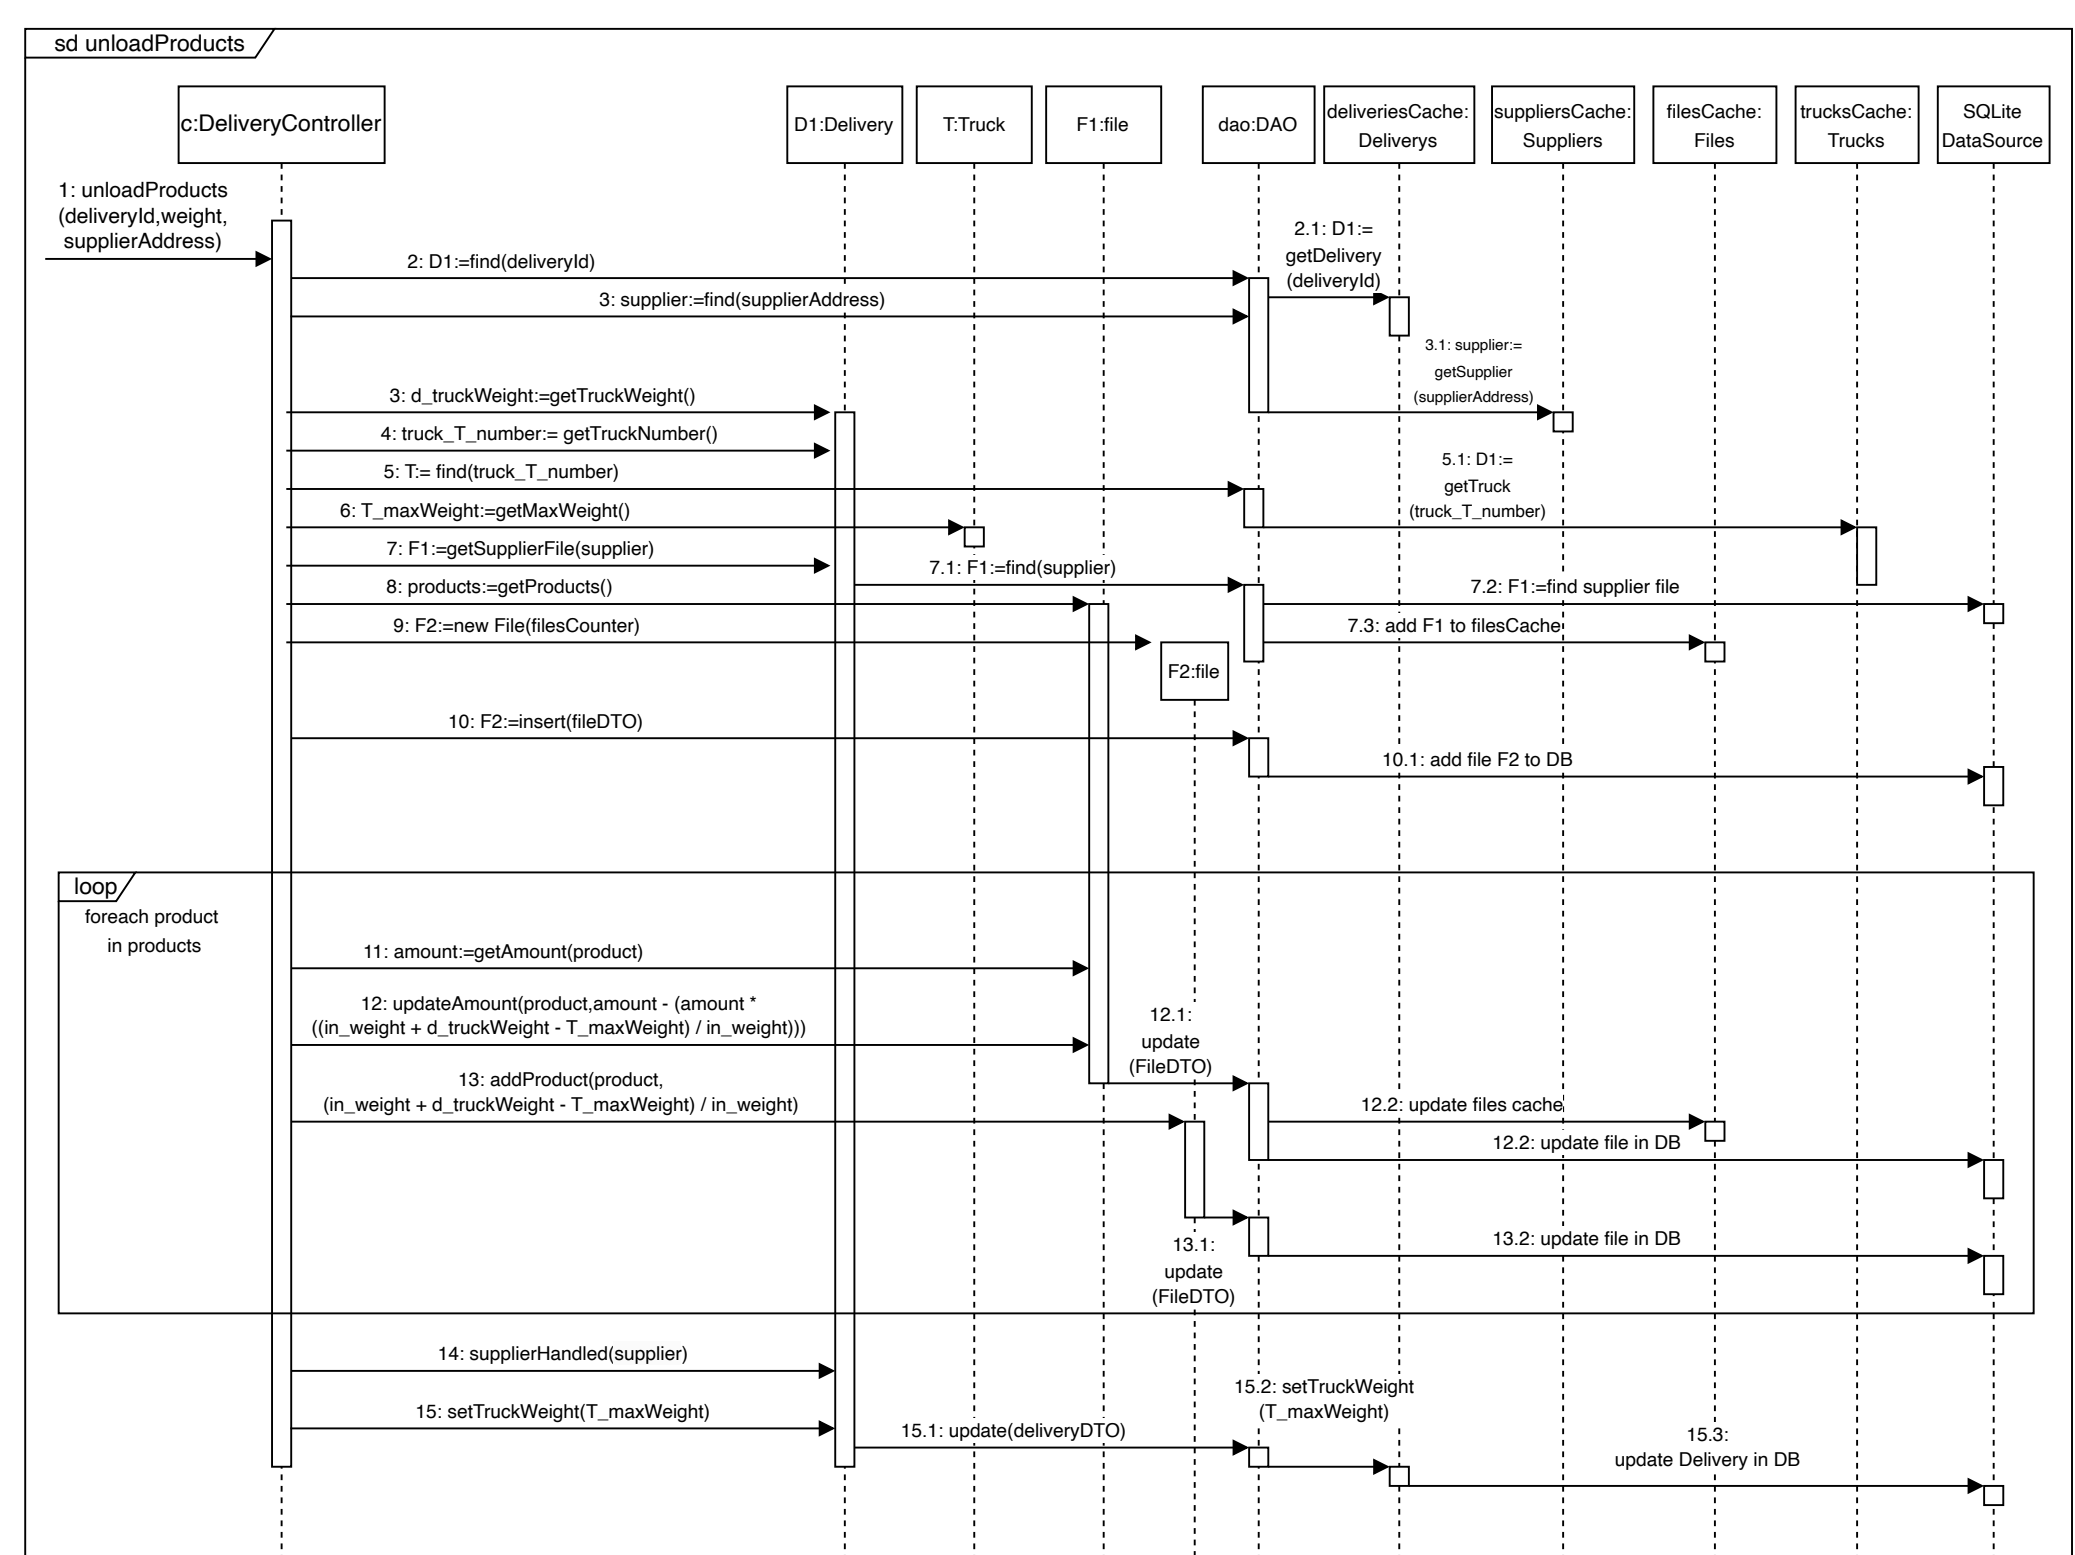 sd unloadProducts
c:DeliveryController
D1:Delivery
T:Truck
F1:file
dao:DAO
deliveriesCache:
Deliverys
suppliersCache:
Suppliers
filesCache:
Files
trucksCache:
Trucks
SQLite
DataSource
1: unloadProducts
(deliveryId,weight,
supplierAddress)
2: D1:=find(deliveryId)
2.1: D1:=
getDelivery
(deliveryId)
3: supplier:=find(supplierAddress)
3.1: supplier:=
getSupplier
(supplierAddress)
3: d_truckWeight:=getTruckWeight()
4: truck_T_number:= getTruckNumber()
5: T:= find(truck_T_number)
5.1: D1:=
getTruck
(truck_T_number)
6: T_maxWeight:=getMaxWeight()
7: F1:=getSupplierFile(supplier)
7.1: F1:=find(supplier)
7.2: F1:=find supplier file
8: products:=getProducts()
9: F2:=new File(filesCounter)
7.3: add F1 to filesCache
F2:file
10: F2:=insert(fileDTO)
10.1: add file F2 to DB
loop
foreach product
in products
11: amount:=getAmount(product)
12: updateAmount(product,amount - (amount *
((in_weight + d_truckWeight - T_maxWeight) / in_weight)))
12.1:
update
(FileDTO)
13: addProduct(product,
(in_weight + d_truckWeight - T_maxWeight) / in_weight)
12.2: update files cache
12.2: update file in DB
13.1:
update
(FileDTO)
13.2: update file in DB
14: supplierHandled(supplier)
15: setTruckWeight(T_maxWeight)
15.1: update(deliveryDTO)
15.2: setTruckWeight
(T_maxWeight)
15.3:
update Delivery in DB